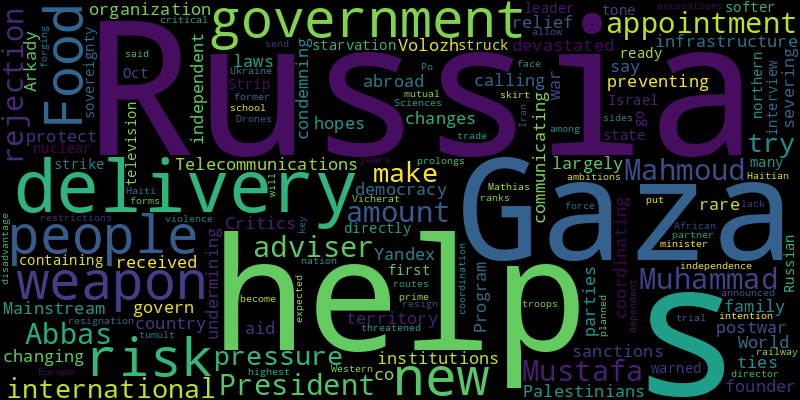 organization
government
leader
tone
accusations
softer
critical
relief
appointment
Food
Russia
rejection
Arkady
forging
sovereignty
said
Oct
laws
independent
starvation
Volozh
struck
devastated
infrastructure
condemning
hopes
Ukraine
send
allow
Strip
Drones
former
school
Po
abroad
calling
mutual
Sciences
changes
face
skirt
War
say
ready
preventing
Israel
go
northern
interview
severing
protect
nuclear
television
strike
Telecommunications
years
prolongs
trade
Iran
communicating
among
sides
state
try
largely
many
delivery
Haiti
forms
will
make
democracy
Vicherat
Mathias
ranks
Mahmoud
ambitions
Haitian
restrictions
violence
amount
key
directly
Gaza
force
put
rare
lack
African
partner
minister
disadvantage
people
Critics
adviser
Yandex
coordination
coordinating
Russian
containing
received
undermining
help
first
independence
weapon
become
nation
routes
Program
Muhammad
announced
Mainstream
govern
expected
prime
troops
planned
parties
dependent
intention
family
resignation
country
territory
resign
trial
postwar
Abbas
tumult
aid
threatened
S
World
changing
risk
pressure
institutions
sanctions
warned
ties
railway
Europe
highest
Western
co
new
Mustafa
director
international
President
Palestinians
founder